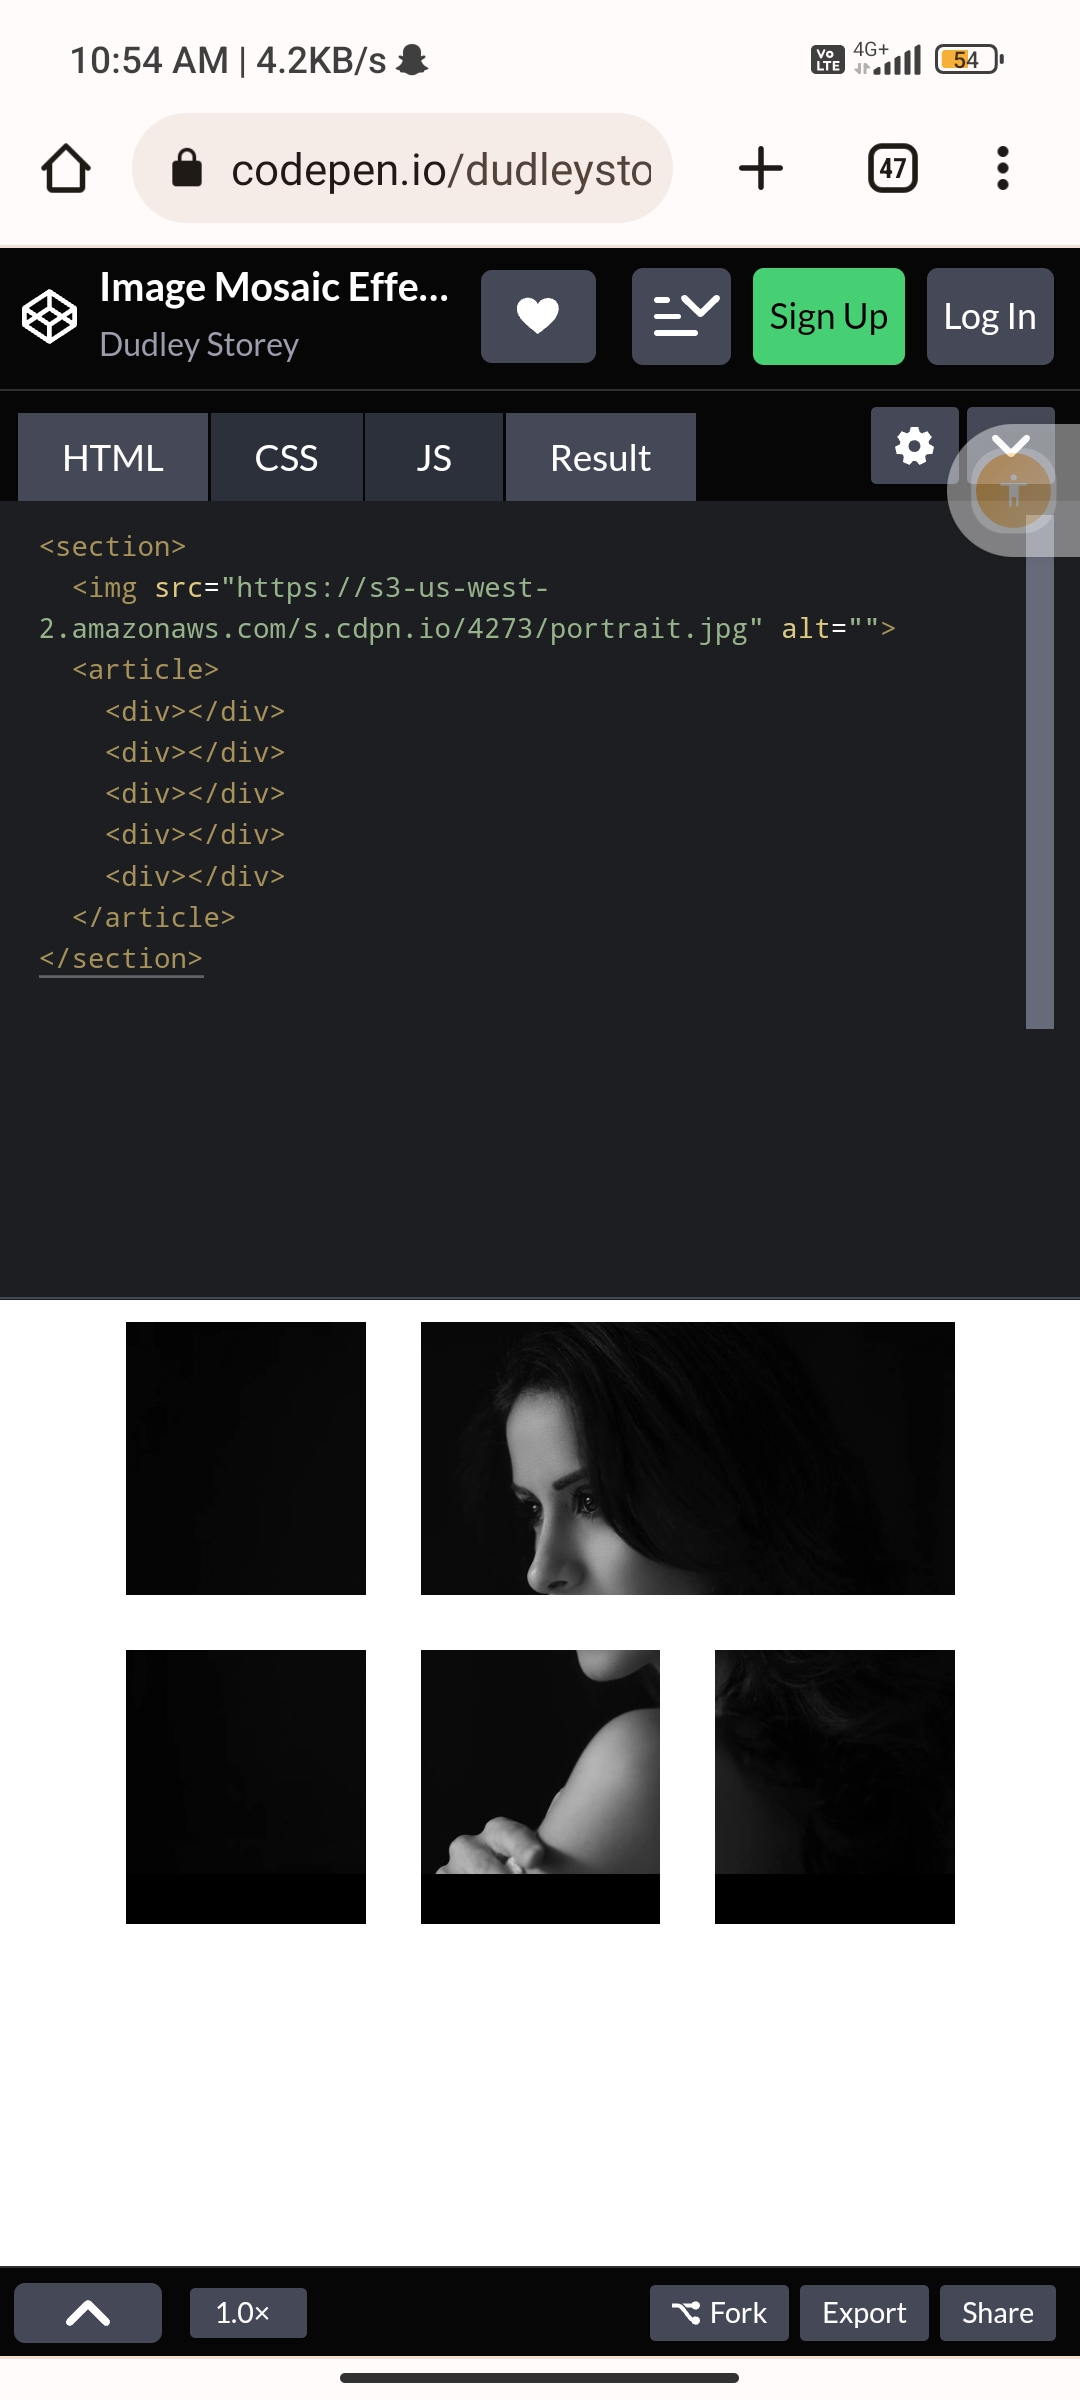 10:54 AM | 4.2KB/s
Vo LTE 4G+ 54
codepen.io/dudleysto
47
Image Mosaic Effe...
Dudley Storey
Sign Up
Log In
HTML CSS JS Result
<section>
<img src="https://s3-us-west-
2.amazonaws.com/s.cdpn.io/4273/portrait.jpg" alt="">
<article>
<div></div>
<div></div>
<div></div>
<div></div>
<div></div>
</article>
</section>
1.0× Fork Export Share